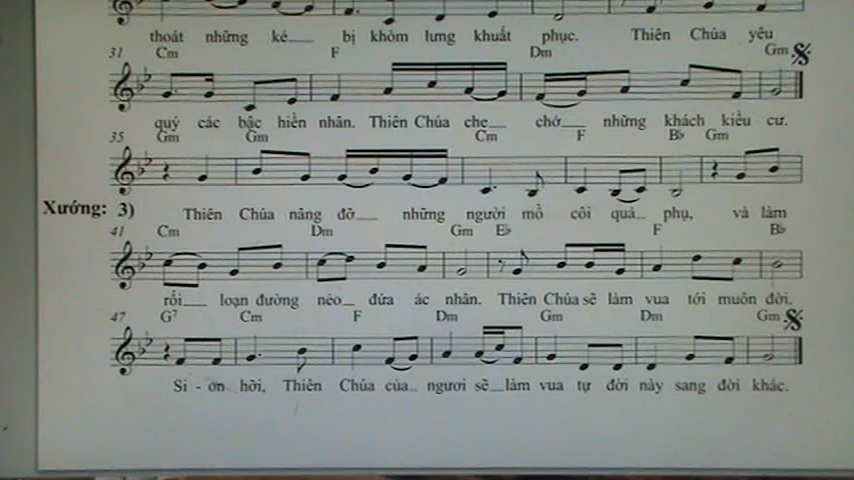 thoát những kẻ bị khòm lưng khuất phục. Thiên Chúa yêu
31 Cm F Dm Gm
quý các bậc hiền nhân. Thiên Chúa che chở những khách kiều cư.
35 Gm Gm Cm F B♭ Gm
Xướng: 3) Thiên Chúa nâng đỡ những người mồ côi quả phụ, và làm
41 Cm Dm Gm E♭ F B♭
rối loạn đường nẻo đứa ác nhân. Thiên Chúa sẽ làm vua tới muôn đời.
47 G7 Cm F Dm Gm Dm Gm
Si - on hỡi, Thiên Chúa của ngươi sẽ làm vua tự đời này sang đời khác.